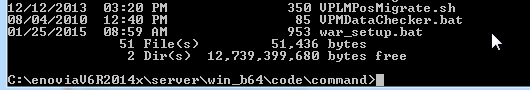 12/12/2013  03:20 PM               350 VPLMPosMigrate.sh
08/04/2010  12:40 PM                85 VPMDataChecker.bat
01/25/2015  08:59 AM               953 war_setup.bat
              51 File(s)         51,436 bytes
               2 Dir(s)  12,739,399,680 bytes free
C:\enoviaV6R2014x\server\win_b64\code\command>